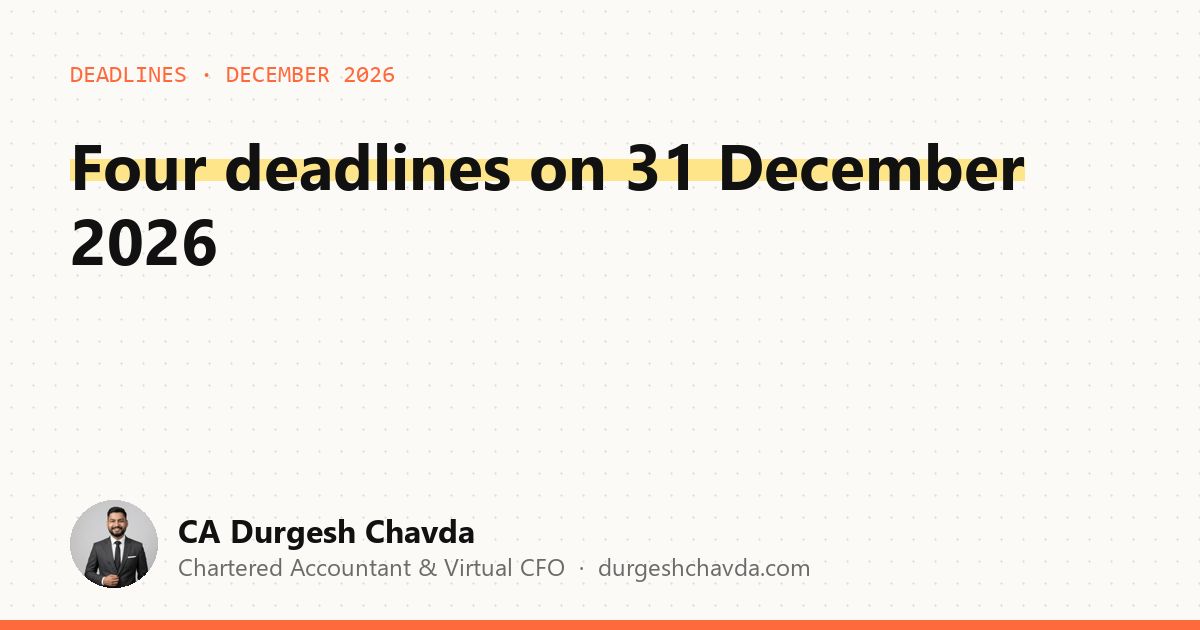 DEADLINES · DECEMBER 2026
Four deadlines on 31 December
2026
CA Durgesh Chavda
Chartered Accountant & Virtual CFO · durgeshchavda.com